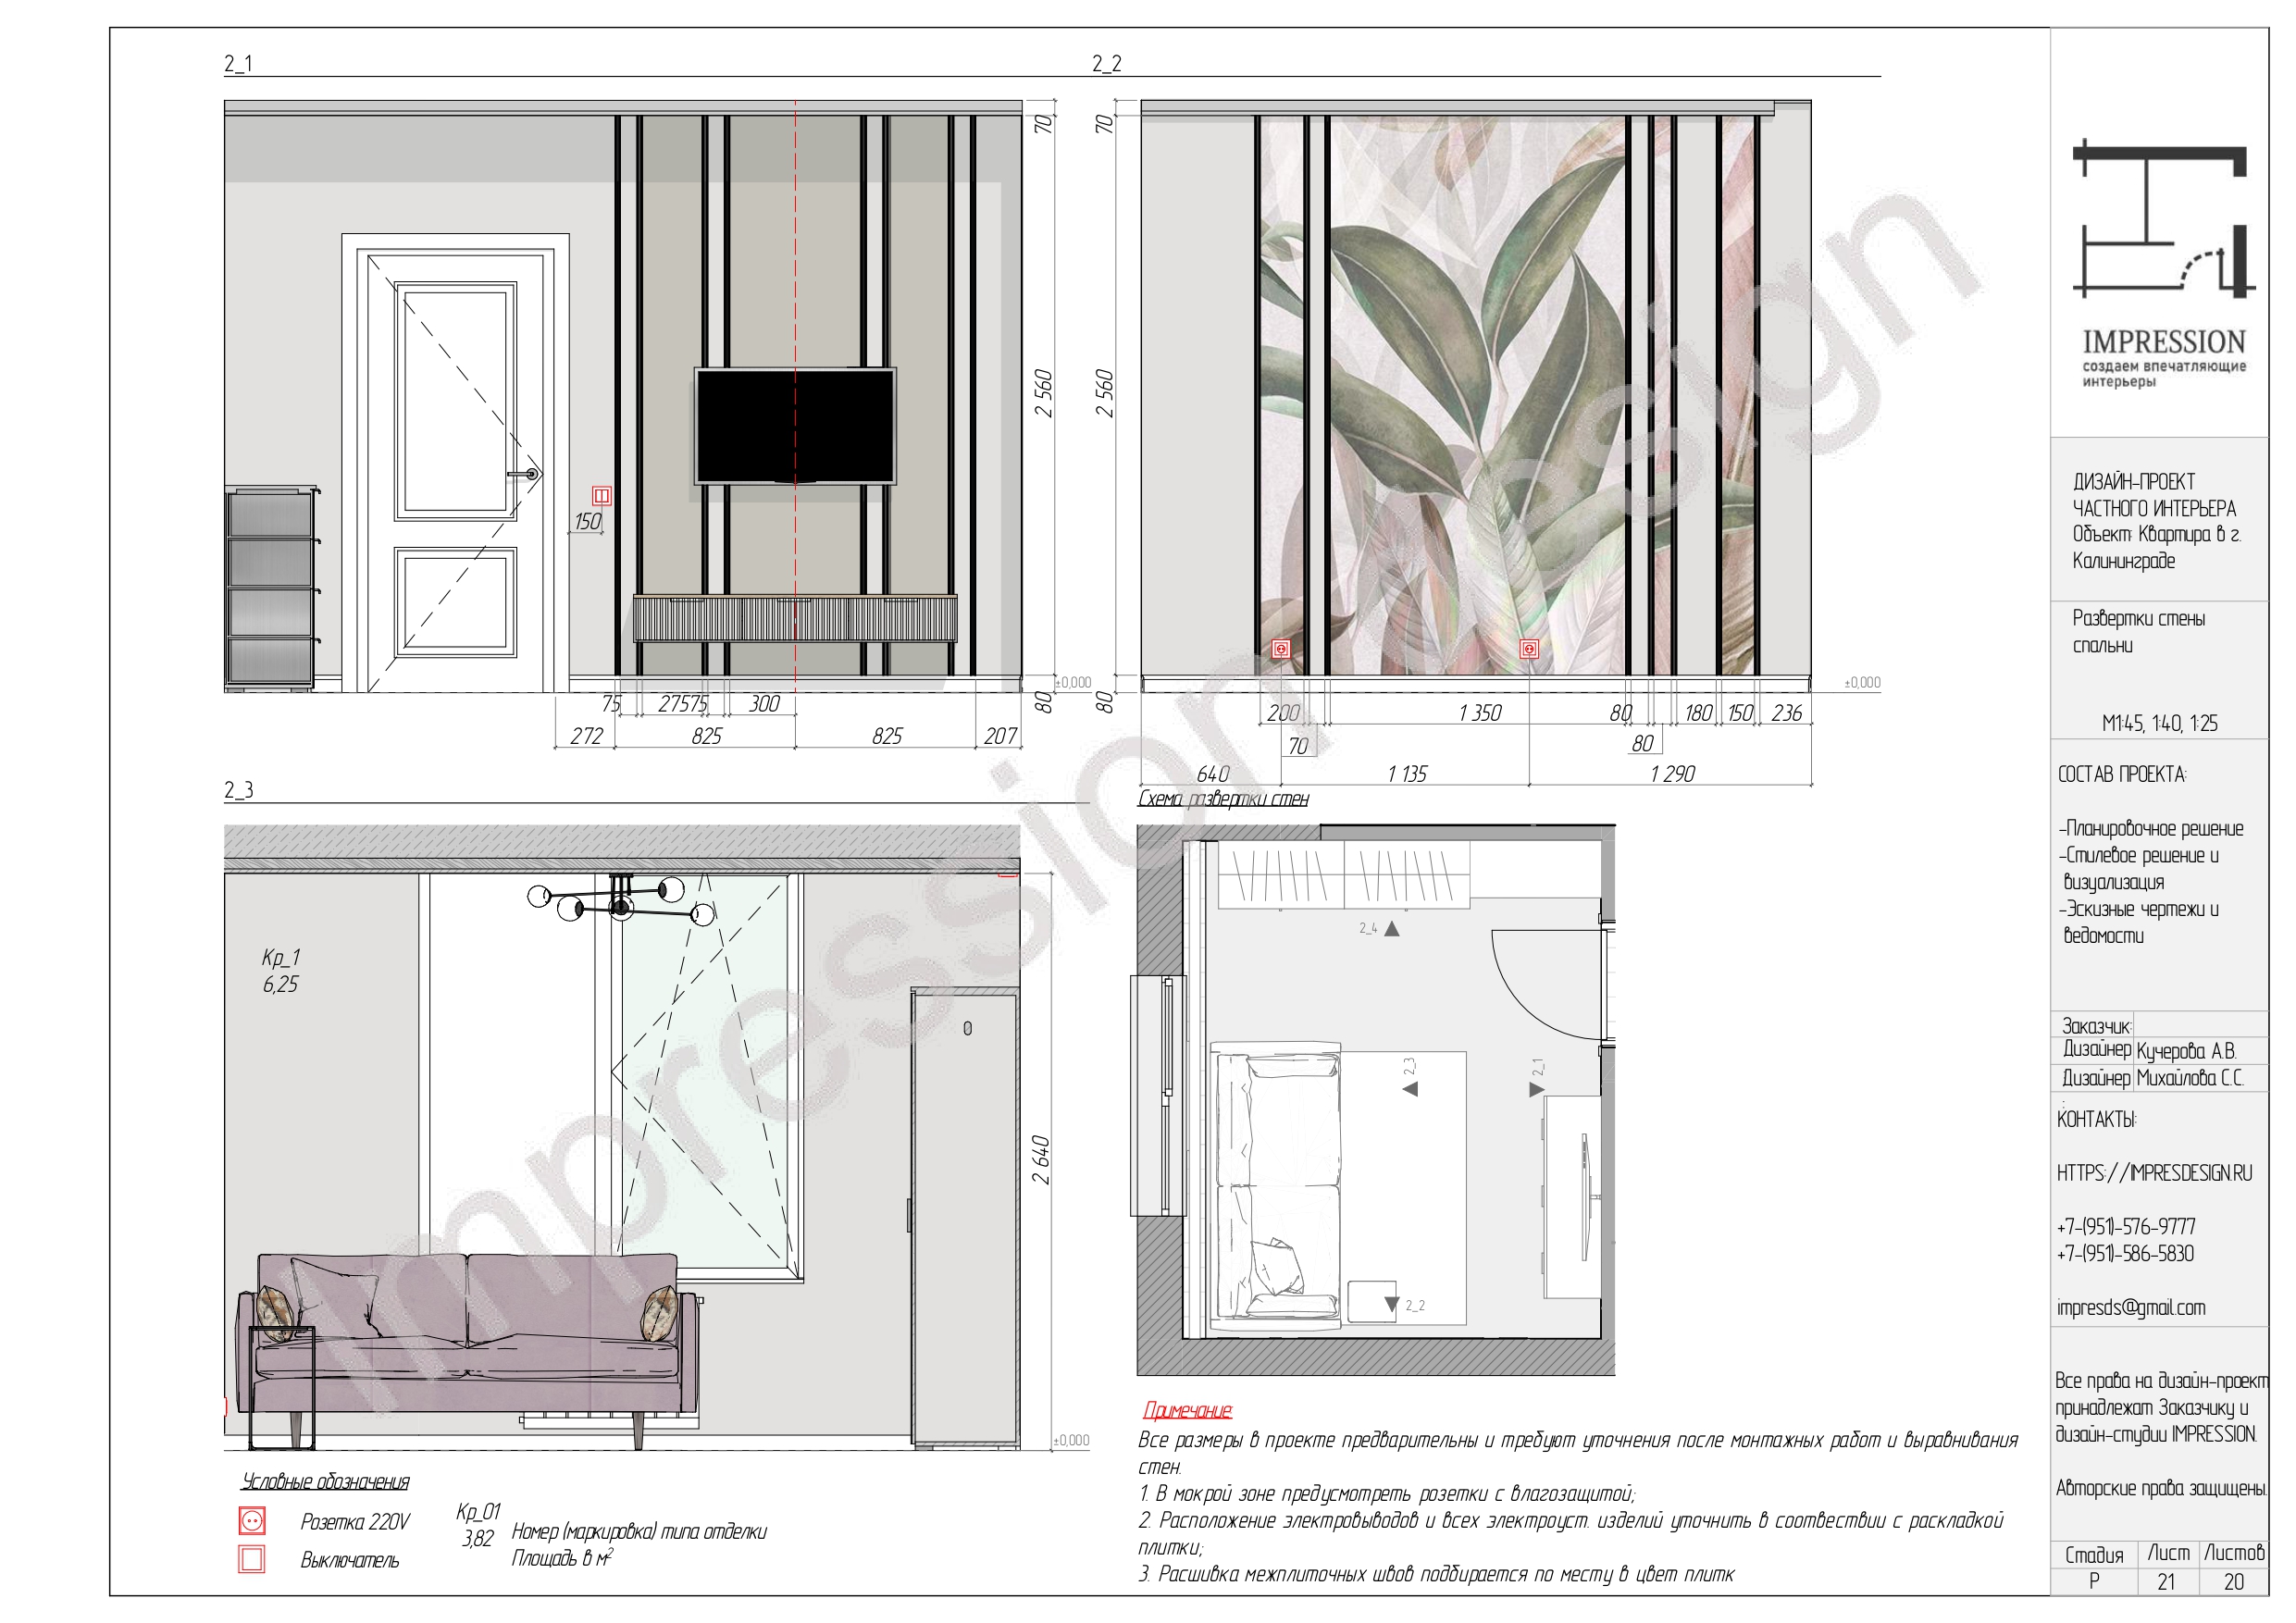 2_1
2_2
70
2 560
80
±0,000
150
75
275
75
300
272
825
825
207
70
2 560
80
±0,000
200
1 350
80
180
150
236
70
80
640
1 135
1 290
2_3
Кр_1
6,25
2 640
±0,000
Схема развертки стен
2_4
2_3
2_1
2_2
Условные обозначения
Розетка 220V
Выключатель
Кр_01
3,82
Номер (маркировка) типа отделки
Площадь в м²
Примечание:
Все размеры в проекте предварительны и требуют уточнения после монтажных работ и выравнивания
стен.
1. В мокрой зоне предусмотреть розетки с влагозащитой;
2. Расположение электровыводов и всех электроуст. изделий уточнить в соотвествии с раскладкой
плитки;
3. Расшивка межплиточных швов подбирается по месту в цвет плитк
Impression design
IMPRESSION
создаем впечатляющие
интерьеры
ДИЗАЙН-ПРОЕКТ
ЧАСТНОГО ИНТЕРЬЕРА
Объект: Квартира в г.
Калининграде
Развертки стены
спальни
М1:45, 1:40, 1:25
СОСТАВ ПРОЕКТА:
-Планировочное решение
-Стилевое решение и
визуализация
-Эскизные чертежи и
ведомости
Заказчик:
Дизайнер Кучерова А.В.
Дизайнер Михайлова С.С.
:
КОНТАКТЫ:
HTTPS://IMPRESDESIGN.RU
+7-(951)-576-9777
+7-(951)-586-5830
impresds@gmail.com
Все права на дизайн-проект
принадлежат Заказчику и
дизайн-студии IMPRESSION.
Авторские права защищены.
Стадия Лист Листов
Р 21 20